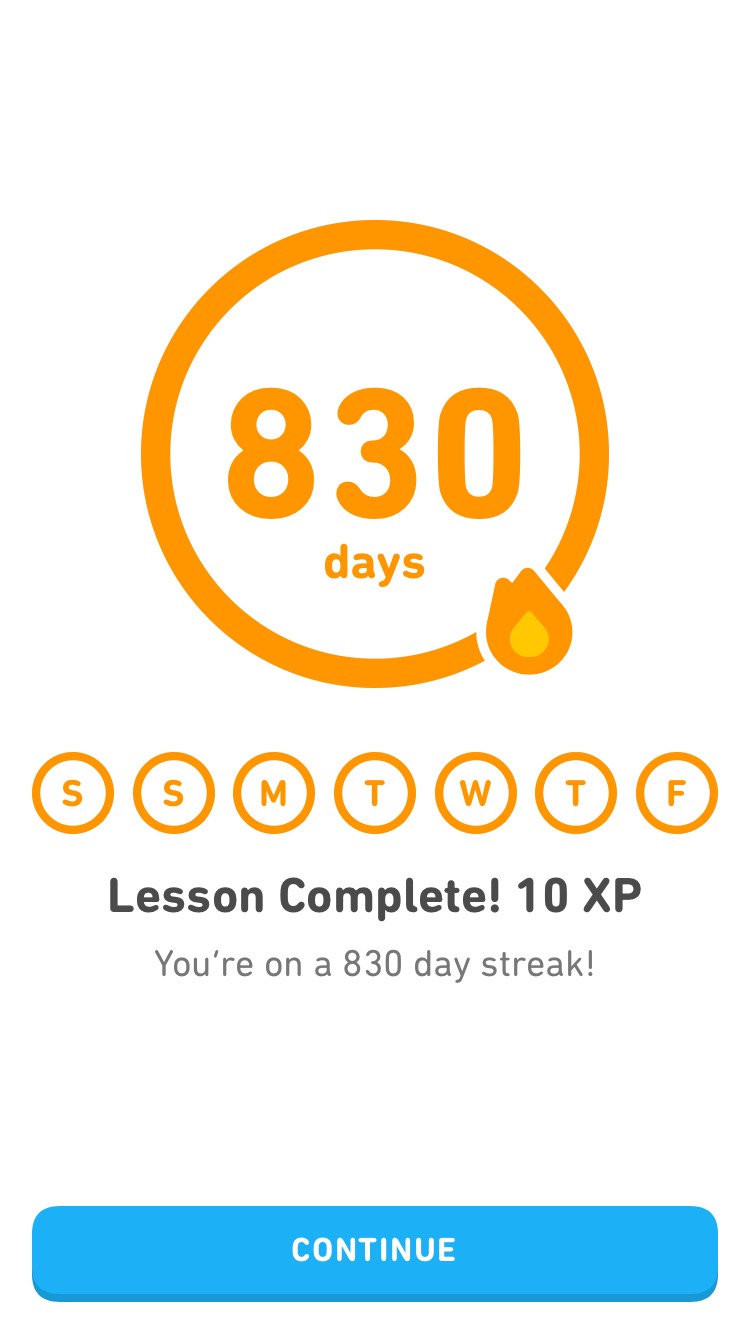 830
days
S S M T W T F
Lesson Complete! 10 XP
You‘re on a 830 day streak!
CONTINUE